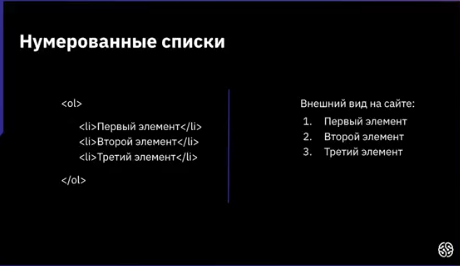 Нумерованные списки
<ol>
<li>Первый элемент</li>
<li>Второй элемент</li>
<li>Третий элемент</li>
</ol>
Внешний вид на сайте:
1. Первый элемент
2. Второй элемент
3. Третий элемент